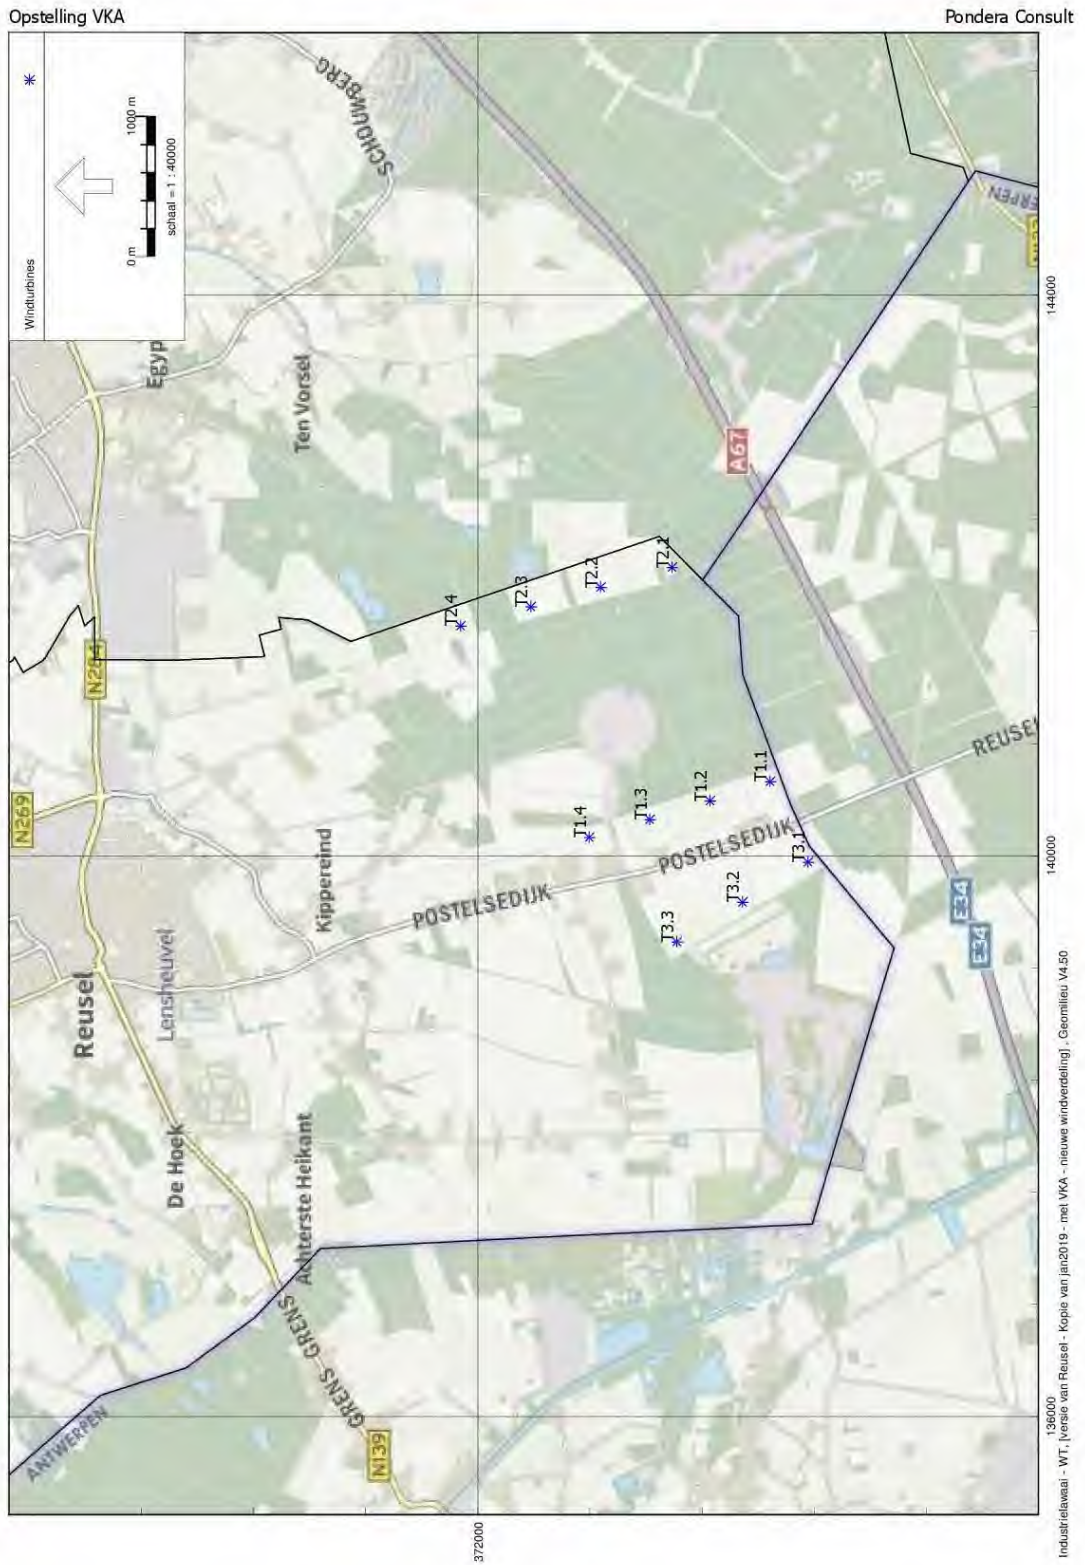 Opstelling VKA
Pondera Consult
Windturbines
0 m
1000 m
schaal = 1 : 40000
SCHOUWBERG
Egyp
Ten Vorsel
N284
N269
Reusel
Lensheuvel
Kippereind
De Hoek
Achterste Heikant
GRENS
GRENS
ANTWERPEN
N139
POSTELSEDIJK
POSTELSEDIJK
REUSEL
A67
E34
E34
ERPEN
T2.4
T2.3
T2.2
T2.1
T1.4
T1.3
T1.2
T1.1
T3.3
T3.2
T3.1
144000
140000
136000
372000
Industrielawaai - WT, [versie van Reusel - Kopie van jan2019 - met VKA - nieuwe windverdeling] , Geomilieu V4.50